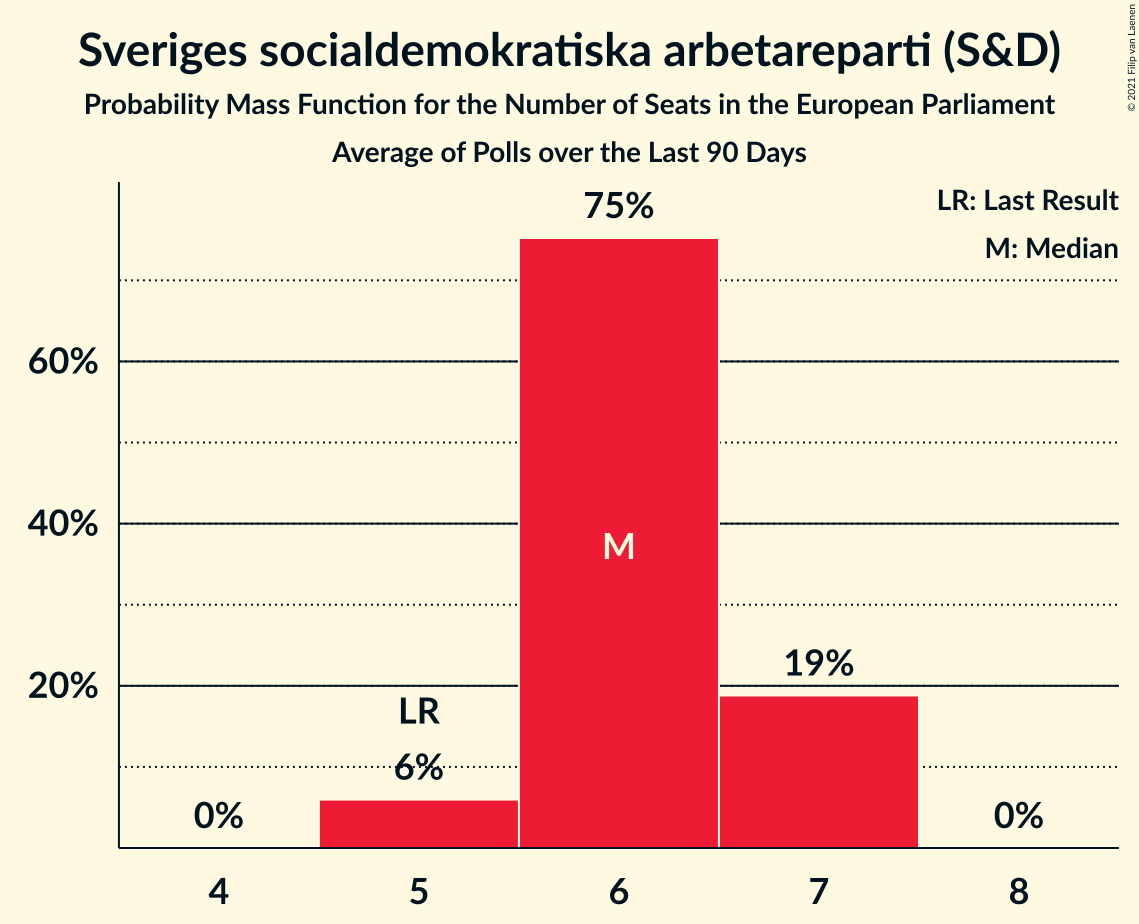 Sveriges socialdemokratiska arbetareparti (S&D)
Probability Mass Function for the Number of Seats in the European Parliament
Average of Polls over the Last 90 Days
© 2021 Filip van Laenen
LR: Last Result
M: Median
75%
60%
40%
M
19%
20%
LR
6%
0%
0%
4 5 6 7 8